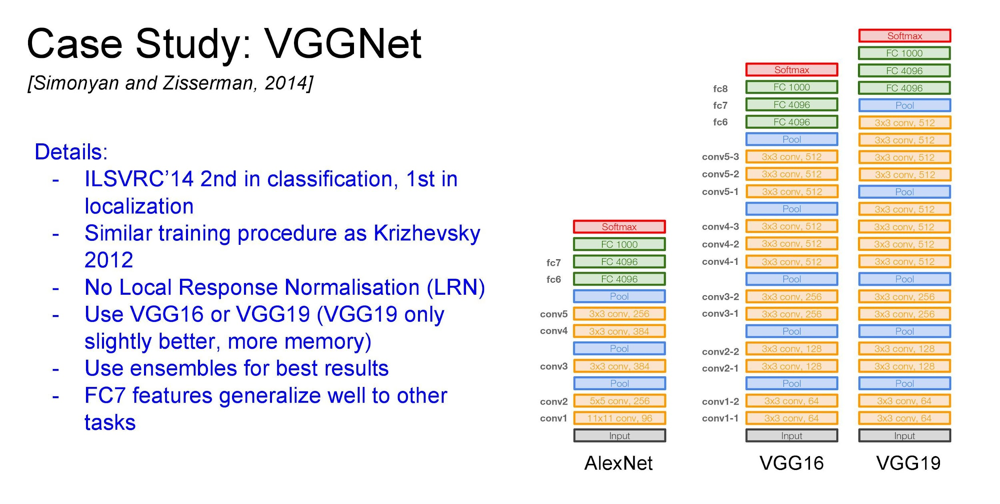 Case Study: VGGNet
[Simonyan and Zisserman, 2014]
Details:
- ILSVRC’14 2nd in classification, 1st in
localization
- Similar training procedure as Krizhevsky
2012
- No Local Response Normalisation (LRN)
- Use VGG16 or VGG19 (VGG19 only
slightly better, more memory)
- Use ensembles for best results
- FC7 features generalize well to other
tasks
Softmax
FC 1000
fc7 FC 4096
fc6 FC 4096
Pool
conv5 3x3 conv, 256
conv4 3x3 conv, 384
Pool
conv3 3x3 conv, 384
Pool
conv2 5x5 conv, 256
conv1 11x11 conv, 96
Input
AlexNet
Softmax
fc8 FC 1000
fc7 FC 4096
fc6 FC 4096
Pool
conv5-3 3x3 conv, 512
conv5-2 3x3 conv, 512
conv5-1 3x3 conv, 512
Pool
conv4-3 3x3 conv, 512
conv4-2 3x3 conv, 512
conv4-1 3x3 conv, 512
Pool
conv3-2 3x3 conv, 256
conv3-1 3x3 conv, 256
Pool
conv2-2 3x3 conv, 128
conv2-1 3x3 conv, 128
Pool
conv1-2 3x3 conv, 64
conv1-1 3x3 conv, 64
Input
VGG16
Softmax
FC 1000
FC 4096
FC 4096
Pool
3x3 conv, 512
3x3 conv, 512
3x3 conv, 512
3x3 conv, 512
Pool
3x3 conv, 512
3x3 conv, 512
3x3 conv, 512
3x3 conv, 512
Pool
3x3 conv, 256
3x3 conv, 256
Pool
3x3 conv, 128
3x3 conv, 128
Pool
3x3 conv, 64
3x3 conv, 64
Input
VGG19